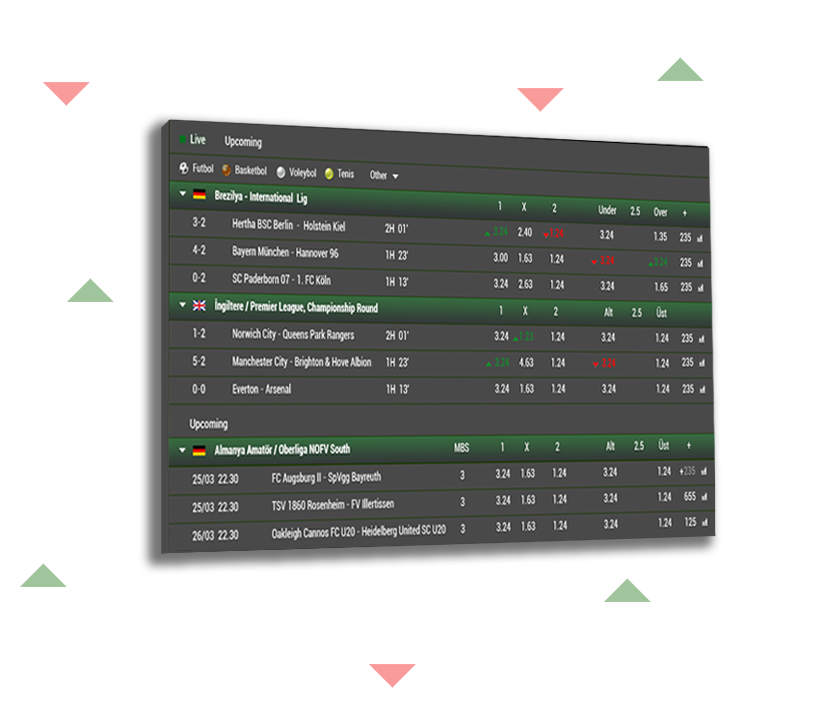 Live Upcoming
Futbol Basketbol Voleybol Tenis Other
Brezilya - International Lig 1 X 2 Under 2.5 Over +
3-2 Hertha BSC Berlin - Holstein Kiel 2H 01' 3.24 2.40 1.24 3.24 1.35 235
4-2 Bayern München - Hannover 96 1H 23' 3.00 1.63 1.24 3.24 3.24 235
0-2 SC Paderborn 07 - 1. FC Köln 1H 13' 3.24 2.63 1.24 3.24 1.65 235
İngiltere / Premier League, Championship Round 1 X 2 Alt 2.5 Üst
1-2 Norwich City - Queens Park Rangers 2H 01' 3.24 1.23 1.24 3.24 1.24 235
5-2 Manchester City - Brighton & Hove Albion 1H 23' 3.24 4.63 1.24 3.24 1.24 235
0-0 Everton - Arsenal 1H 13' 3.24 1.63 1.24 3.24 1.24 235
Upcoming
Almanya Amatör / Oberliga NOFV South MBS 1 X 2 Alt 2.5 Üst +
25/03 22.30 FC Augsburg II - SpVgg Bayreuth 3 3.24 1.63 1.24 3.24 1.24 +235
25/03 22.30 TSV 1860 Rosenheim - FV Illertissen 3 3.24 1.63 1.24 3.24 1.24 655
26/03 22.30 Oakleigh Cannos FC U20 - Heidelberg United SC U20 3 3.24 1.63 1.24 3.24 1.24 125